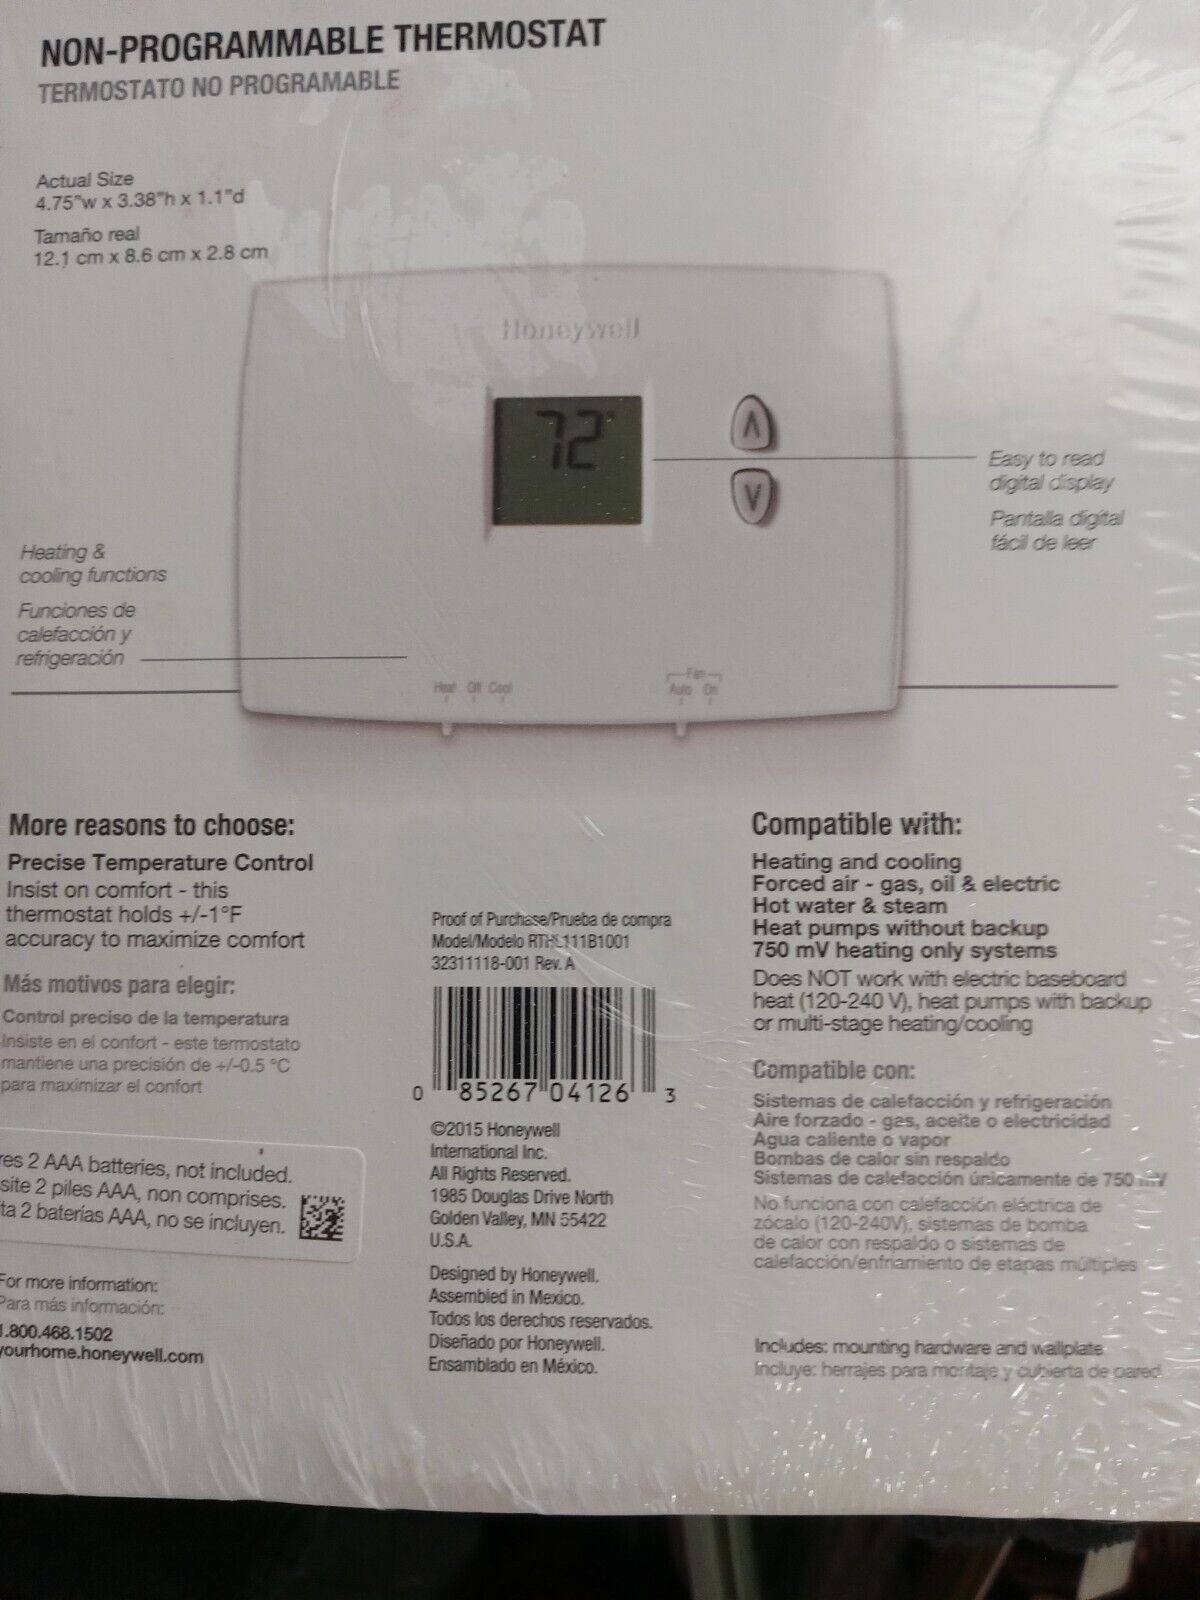 NON-PROGRAMMABLE THERMOSTAT
TERMOSTATO NO PROGRAMABLE
Actual Size
4.75"w x 3.38"h x 1.1"d
Tamaño real
12.1 cm x 8.6 cm x 2.8 cm
Honeywell
72°
Easy to read
digital display
Pantalla digital
fácil de leer
Heating &
cooling functions
Funciones de
calefacción y
refrigeración
Heat Off Cool
Fan
Auto On
More reasons to choose:
Precise Temperature Control
Insist on comfort - this
thermostat holds +/-1°F
accuracy to maximize comfort
Más motivos para elegir:
Control preciso de la temperatura
Insiste en el confort - este termostato
mantiene una precisión de +/-0.5 °C
para maximizar el confort
res 2 AAA batteries, not included.
site 2 piles AAA, non comprises.
ita 2 baterías AAA, no se incluyen.
For more information:
Para más información:
1.800.468.1502
yourhome.honeywell.com
Proof of Purchase/Prueba de compra
Model/Modelo RTHL111B1001
32311118-001 Rev. A
0 85267 04126 3
©2015 Honeywell
International Inc.
All Rights Reserved.
1985 Douglas Drive North
Golden Valley, MN 55422
U.S.A.
Designed by Honeywell.
Assembled in Mexico.
Todos los derechos reservados.
Diseñado por Honeywell.
Ensamblado en México.
Compatible with:
Heating and cooling
Forced air - gas, oil & electric
Hot water & steam
Heat pumps without backup
750 mV heating only systems
Does NOT work with electric baseboard
heat (120-240 V), heat pumps with backup
or multi-stage heating/cooling
Compatible con:
Sistemas de calefacción y refrigeración
Aire forzado - gas, aceite o electricidad
Agua caliente o vapor
Bombas de calor sin respaldo
Sistemas de calefacción únicamente de 750 mV
No funciona con calefacción eléctrica de
zócalo (120-240V), sistemas de bomba
de calor con respaldo o sistemas de
calefacción/enfriamiento de etapas múltiples
Includes: mounting hardware and wallplate
Incluye: herrajes para montaje y cubierta de pared